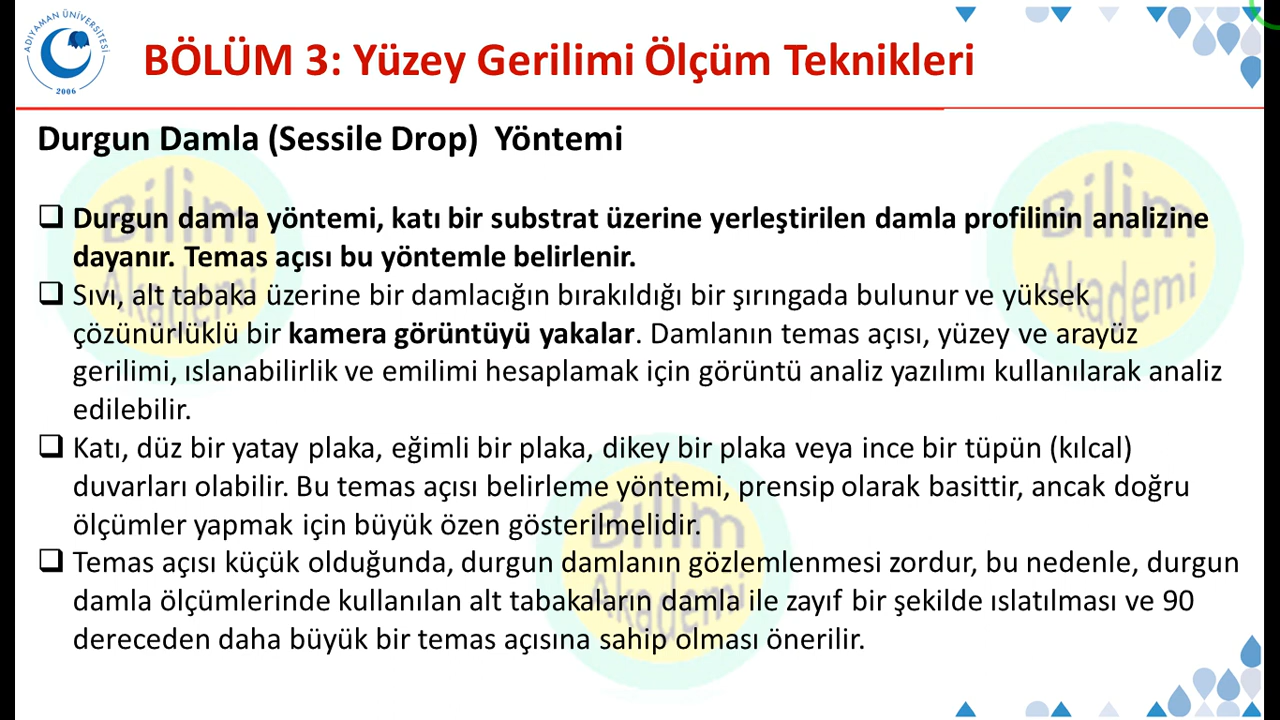 ADIYAMAN ÜNİVERSİTESİ
2006
BÖLÜM 3: Yüzey Gerilimi Ölçüm Teknikleri
Durgun Damla (Sessile Drop) Yöntemi
Durgun damla yöntemi, katı bir substrat üzerine yerleştirilen damla profilinin analizine
dayanır. Temas açısı bu yöntemle belirlenir.
Sıvı, alt tabaka üzerine bir damlacığın bırakıldığı bir şırıngada bulunur ve yüksek
çözünürlüklü bir kamera görüntüyü yakalar. Damlanın temas açısı, yüzey ve arayüz
gerilimi, ıslanabilirlik ve emilimi hesaplamak için görüntü analiz yazılımı kullanılarak analiz
edilebilir.
Katı, düz bir yatay plaka, eğimli bir plaka, dikey bir plaka veya ince bir tüpün (kılcal)
duvarları olabilir. Bu temas açısı belirleme yöntemi, prensip olarak basittir, ancak doğru
ölçümler yapmak için büyük özen gösterilmelidir.
Temas açısı küçük olduğunda, durgun damlanın gözlemlenmesi zordur, bu nedenle, durgun
damla ölçümlerinde kullanılan alt tabakaların damla ile zayıf bir şekilde ıslatılması ve 90
dereceden daha büyük bir temas açısına sahip olması önerilir.
Bilim
Akademi
Bilim
Akademi
Bilim
Akademi